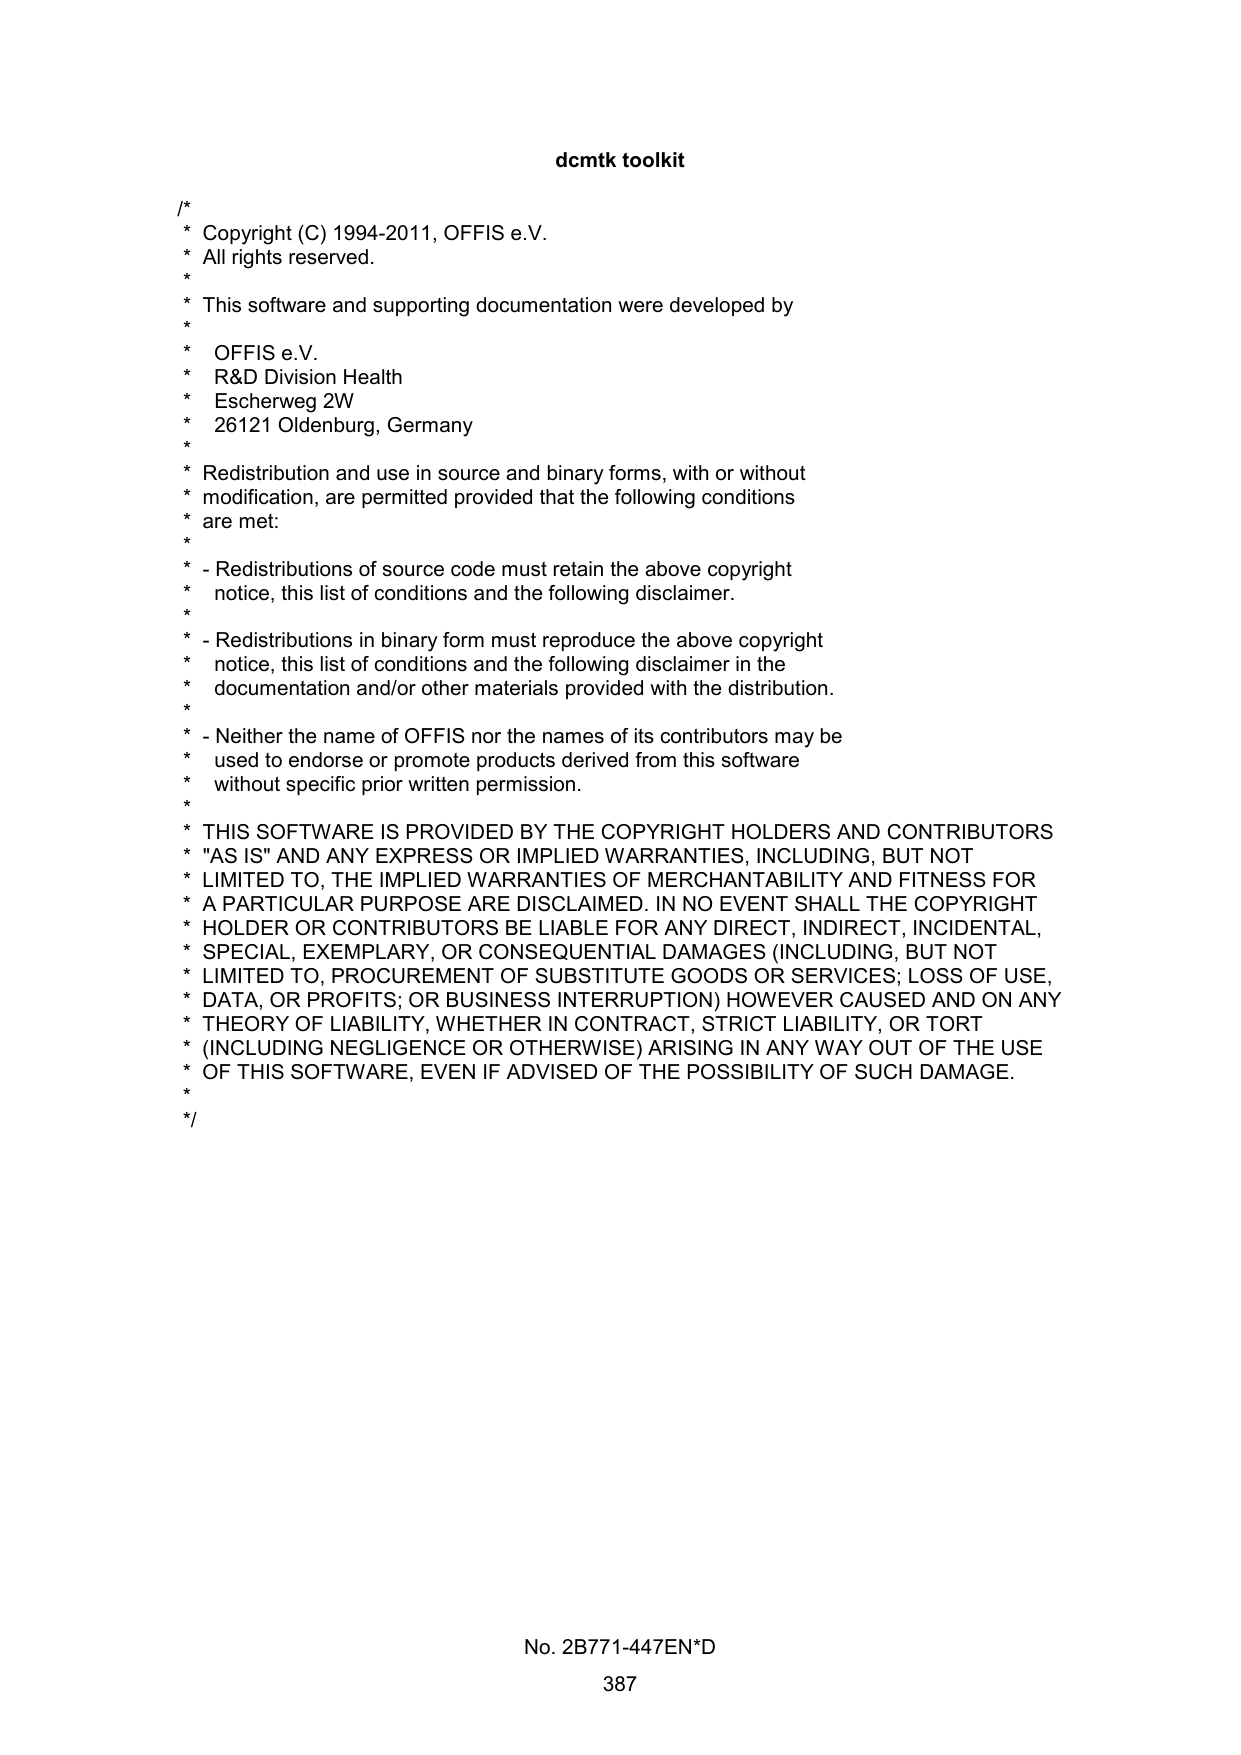 dcmtk toolkit
/*
* Copyright (C) 1994-2011, OFFIS e.V.
* All rights reserved.
*
* This software and supporting documentation were developed by
*
* OFFIS e.V.
* R&D Division Health
* Escherweg 2W
* 26121 Oldenburg, Germany
*
* Redistribution and use in source and binary forms, with or without
* modification, are permitted provided that the following conditions
* are met:
*
* - Redistributions of source code must retain the above copyright
* notice, this list of conditions and the following disclaimer.
*
* - Redistributions in binary form must reproduce the above copyright
* notice, this list of conditions and the following disclaimer in the
* documentation and/or other materials provided with the distribution.
*
* - Neither the name of OFFIS nor the names of its contributors may be
* used to endorse or promote products derived from this software
* without specific prior written permission.
*
* THIS SOFTWARE IS PROVIDED BY THE COPYRIGHT HOLDERS AND CONTRIBUTORS
* "AS IS" AND ANY EXPRESS OR IMPLIED WARRANTIES, INCLUDING, BUT NOT
* LIMITED TO, THE IMPLIED WARRANTIES OF MERCHANTABILITY AND FITNESS FOR
* A PARTICULAR PURPOSE ARE DISCLAIMED. IN NO EVENT SHALL THE COPYRIGHT
* HOLDER OR CONTRIBUTORS BE LIABLE FOR ANY DIRECT, INDIRECT, INCIDENTAL,
* SPECIAL, EXEMPLARY, OR CONSEQUENTIAL DAMAGES (INCLUDING, BUT NOT
* LIMITED TO, PROCUREMENT OF SUBSTITUTE GOODS OR SERVICES; LOSS OF USE,
* DATA, OR PROFITS; OR BUSINESS INTERRUPTION) HOWEVER CAUSED AND ON ANY
* THEORY OF LIABILITY, WHETHER IN CONTRACT, STRICT LIABILITY, OR TORT
* (INCLUDING NEGLIGENCE OR OTHERWISE) ARISING IN ANY WAY OUT OF THE USE
* OF THIS SOFTWARE, EVEN IF ADVISED OF THE POSSIBILITY OF SUCH DAMAGE.
*
*/
No. 2B771-447EN*D
387